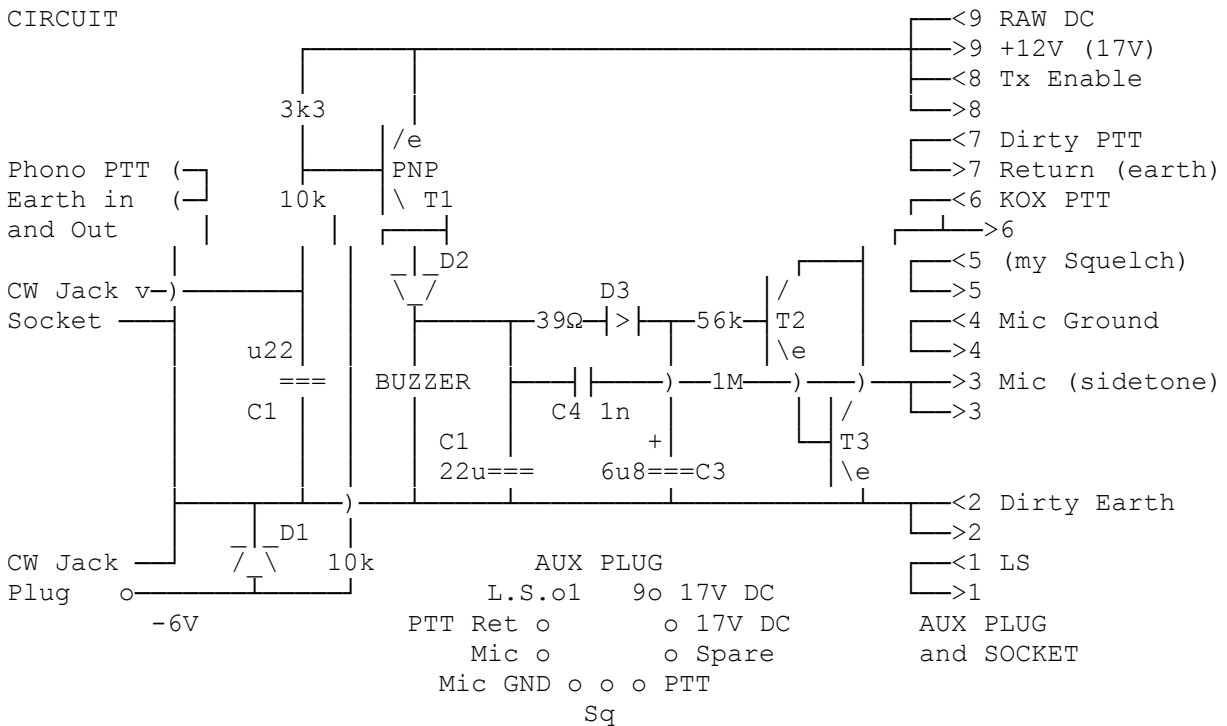 CIRCUIT <9 RAW DC
>9 +12V (17V)
<8 Tx Enable
3k3 >8
/e <7 Dirty PTT
Phono PTT ( PNP >7 Return (earth)
Earth in ( 10k \ T1 <6 KOX PTT
and Out >6
D2 <5 (my Squelch)
CW Jack v ) D3 / >5
Socket 39Ω > 56k T2 <4 Mic Ground
u22 \e >4
=== BUZZER ) 1M ) ) >3 Mic (sidetone)
C1 C4 1n / >3
C1 + T3
22u=== 6u8===C3 \e
) <2 Dirty Earth
D1 >2
CW Jack 10k AUX PLUG <1 LS
Plug o L.S.o1 9o 17V DC >1
-6V PTT Ret o o 17V DC AUX PLUG
Mic o o Spare and SOCKET
Mic GND o o o PTT
Sq